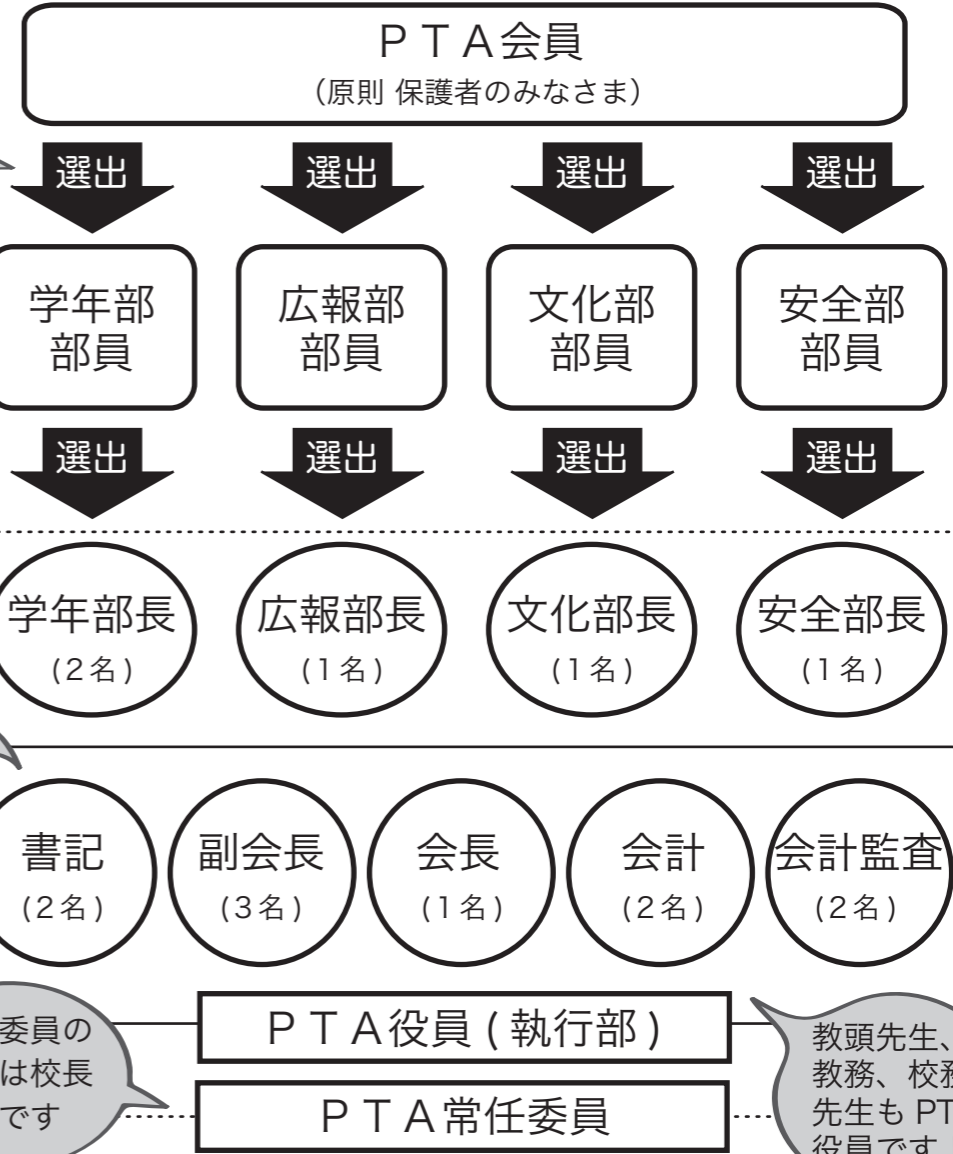 ＰＴＡ会員
（原則 保護者のみなさま）
選出 選出 選出 選出
学年部 広報部 文化部 安全部
部員 部員 部員 部員
選出 選出 選出 選出
学年部長 広報部長 文化部長 安全部長
(2名) (1名) (1名) (1名)
書記 副会長 会長 会計 会計監査
(2名) (3名) (1名) (2名) (2名)
ＰＴＡ役員(執行部)
ＰＴＡ常任委員
委員の
は校長
です
教頭先生、
教務、校務
先生も PT
役員です